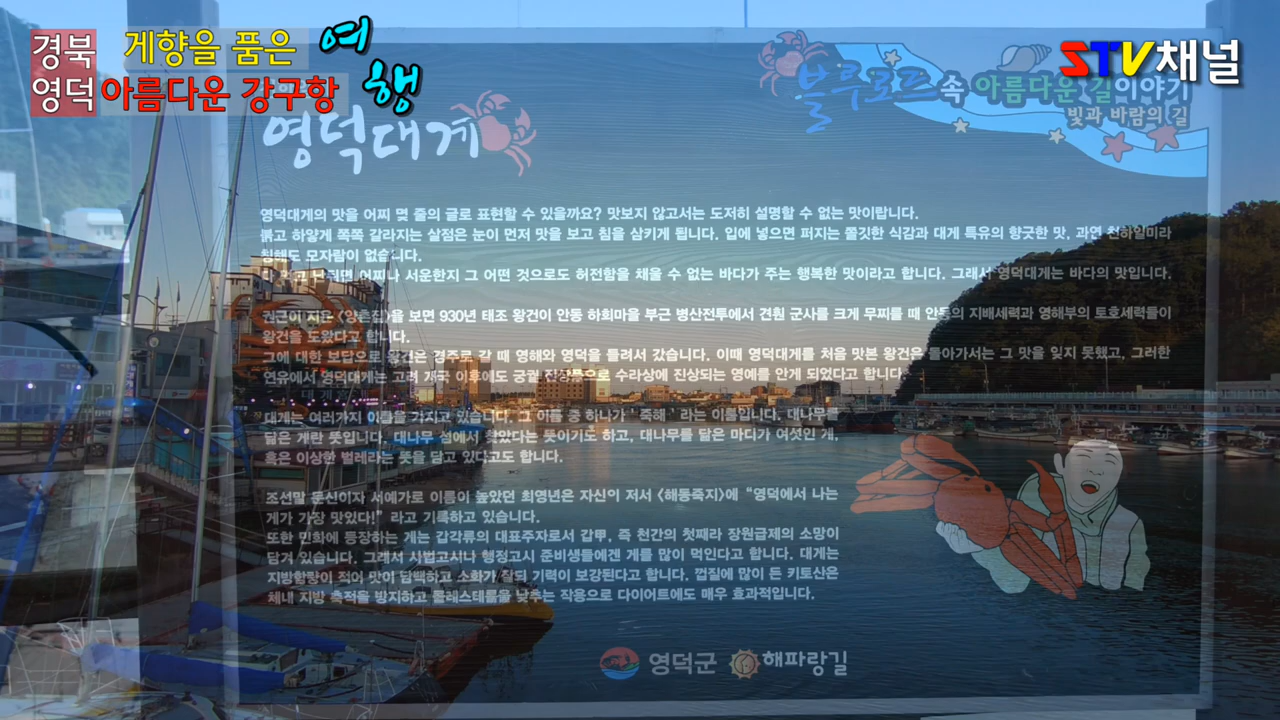 경북
영덕
게향을 품은 여행
아름다운 강구항
STV채널
블루로드속 아름다운 길이야기
빛과 바람의 길
영덕대게
영덕대게의 맛을 어찌 몇 줄의 글로 표현할 수 있을까요? 맛보지 않고서는 도저히 설명할 수 없는 맛이랍니다.
붉고 하얗게 쪽쪽 갈라지는 살점은 눈이 먼저 맛을 보고 침을 삼키게 됩니다. 입에 넣으면 퍼지는 쫄깃한 식감과 대게 특유의 향긋한 맛, 과연 천하일미라
칭해도 모자람이 없습니다.
먹고 나면 어찌나 서운한지 그 어떤 것으로도 허전함을 채울 수 없는 바다가 주는 행복한 맛이라고 합니다. 그래서 영덕대게는 바다의 맛입니다.
권근이 지은 <양촌집>을 보면 930년 태조 왕건이 안동 하회마을 부근 병산전투에서 견훤 군사를 크게 무찌를 때 안동의 지배세력과 영해부의 토호세력들이
왕건을 도왔다고 합니다.
그에 대한 보답으로 왕건은 경주로 갈 때 영해와 영덕을 들려서 갔습니다. 이때 영덕대게를 처음 맛본 왕건은 돌아가서는 그 맛을 잊지 못했고, 그러한
연유에서 영덕대게는 고려 개국 이후에도 궁궐 진상품으로 수라상에 진상되는 영예를 안게 되었다고 합니다.
대게는 여러가지 이름을 가지고 있습니다. 그 이름 중 하나가 ' 죽해 ' 라는 이름입니다. 대나무를
닮은 게란 뜻입니다. 대나무 섬에서 찾았다는 뜻이기도 하고, 대나무를 닮은 마디가 여섯인 게,
혹은 이상한 벌레라는 뜻을 담고 있다고도 합니다.
조선말 문신이자 서예가로 이름이 높았던 최영년은 자신이 저서 <해동죽지>에 "영덕에서 나는
게가 가장 맛있다!" 라고 기록하고 있습니다.
또한 민화에 등장하는 게는 갑각류의 대표주자로서 갑甲, 즉 천간의 첫째라 장원급제의 소망이
담겨 있습니다. 그래서 사법고시나 행정고시 준비생들에겐 게를 많이 먹인다고 합니다. 대게는
지방함량이 적어 맛이 담백하고 소화가 잘되 기력이 보강된다고 합니다. 껍질에 많이 든 키토산은
체내 지방 축적을 방지하고 콜레스테롤을 낮추는 작용으로 다이어트에도 매우 효과적입니다.
영덕군 해파랑길